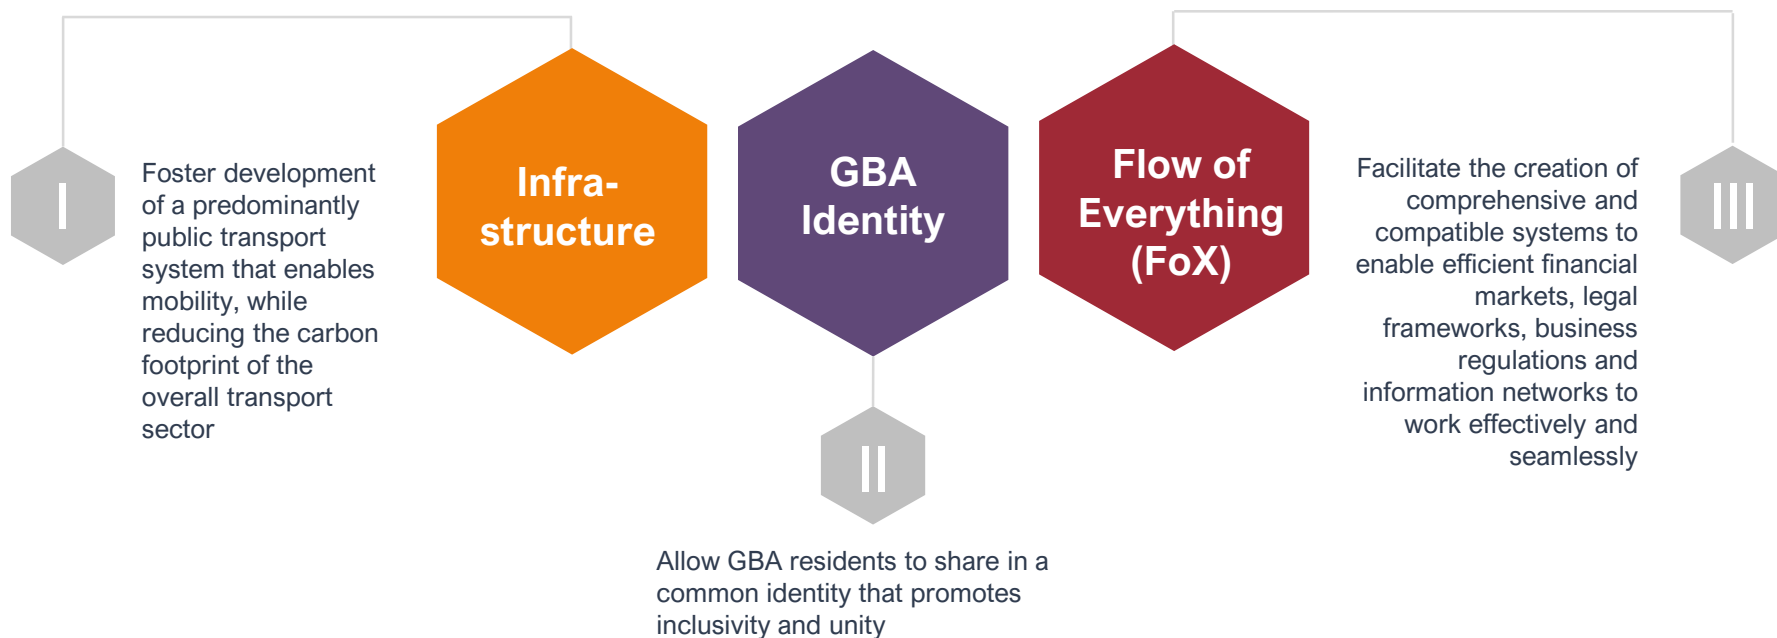 Infra-
structure
GBA
Identity
Flow of
Everything
(FoX)
I
Foster development
of a predominantly
public transport
system that enables
mobility, while
reducing the carbon
footprint of the
overall transport
sector
II
Allow GBA residents to share in a
common identity that promotes
inclusivity and unity
III
Facilitate the creation of
comprehensive and
compatible systems to
enable efficient financial
markets, legal
frameworks, business
regulations and
information networks to
work effectively and
seamlessly